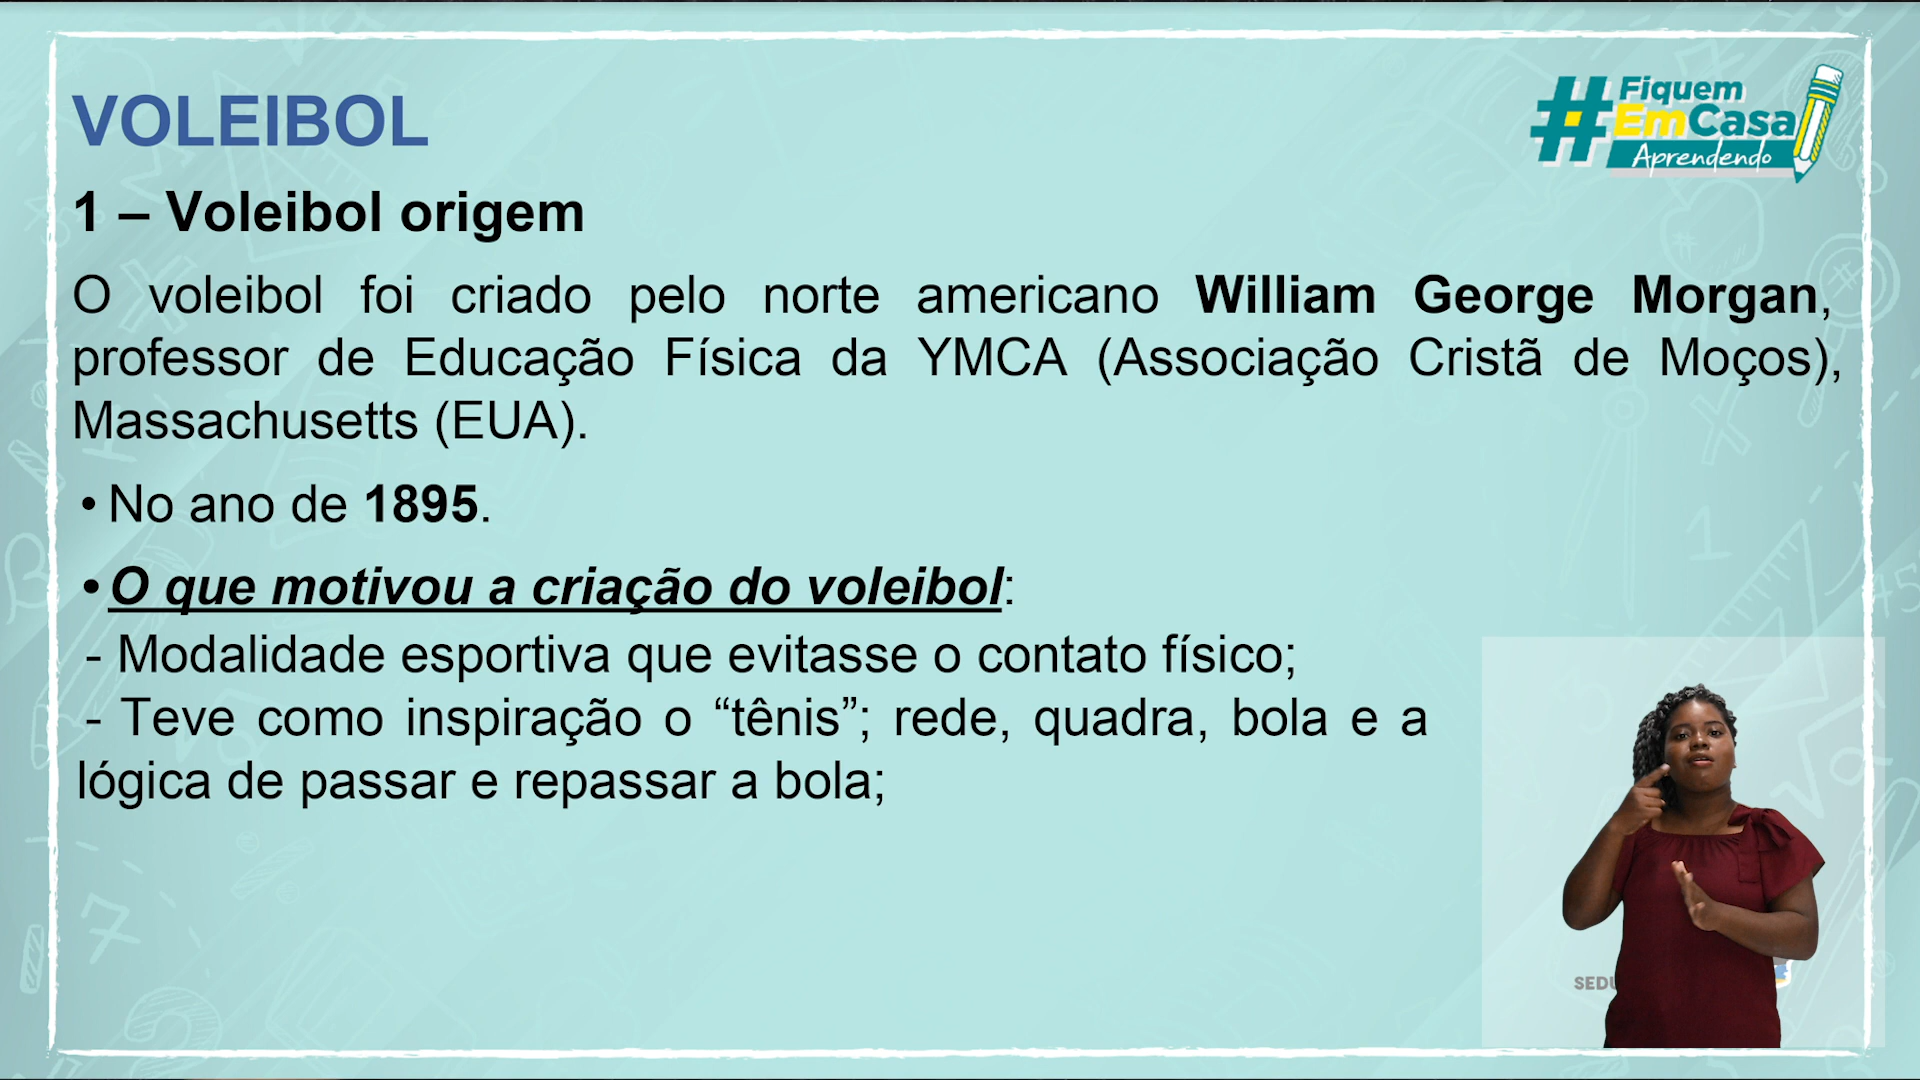 VOLEIBOL
#Fiquem
EmCasa
Aprendendo
1 – Voleibol origem
O voleibol foi criado pelo norte americano William George Morgan,
professor de Educação Física da YMCA (Associação Cristã de Moços),
Massachusetts (EUA).
• No ano de 1895.
• O que motivou a criação do voleibol:
- Modalidade esportiva que evitasse o contato físico;
- Teve como inspiração o “tênis”; rede, quadra, bola e a
lógica de passar e repassar a bola;